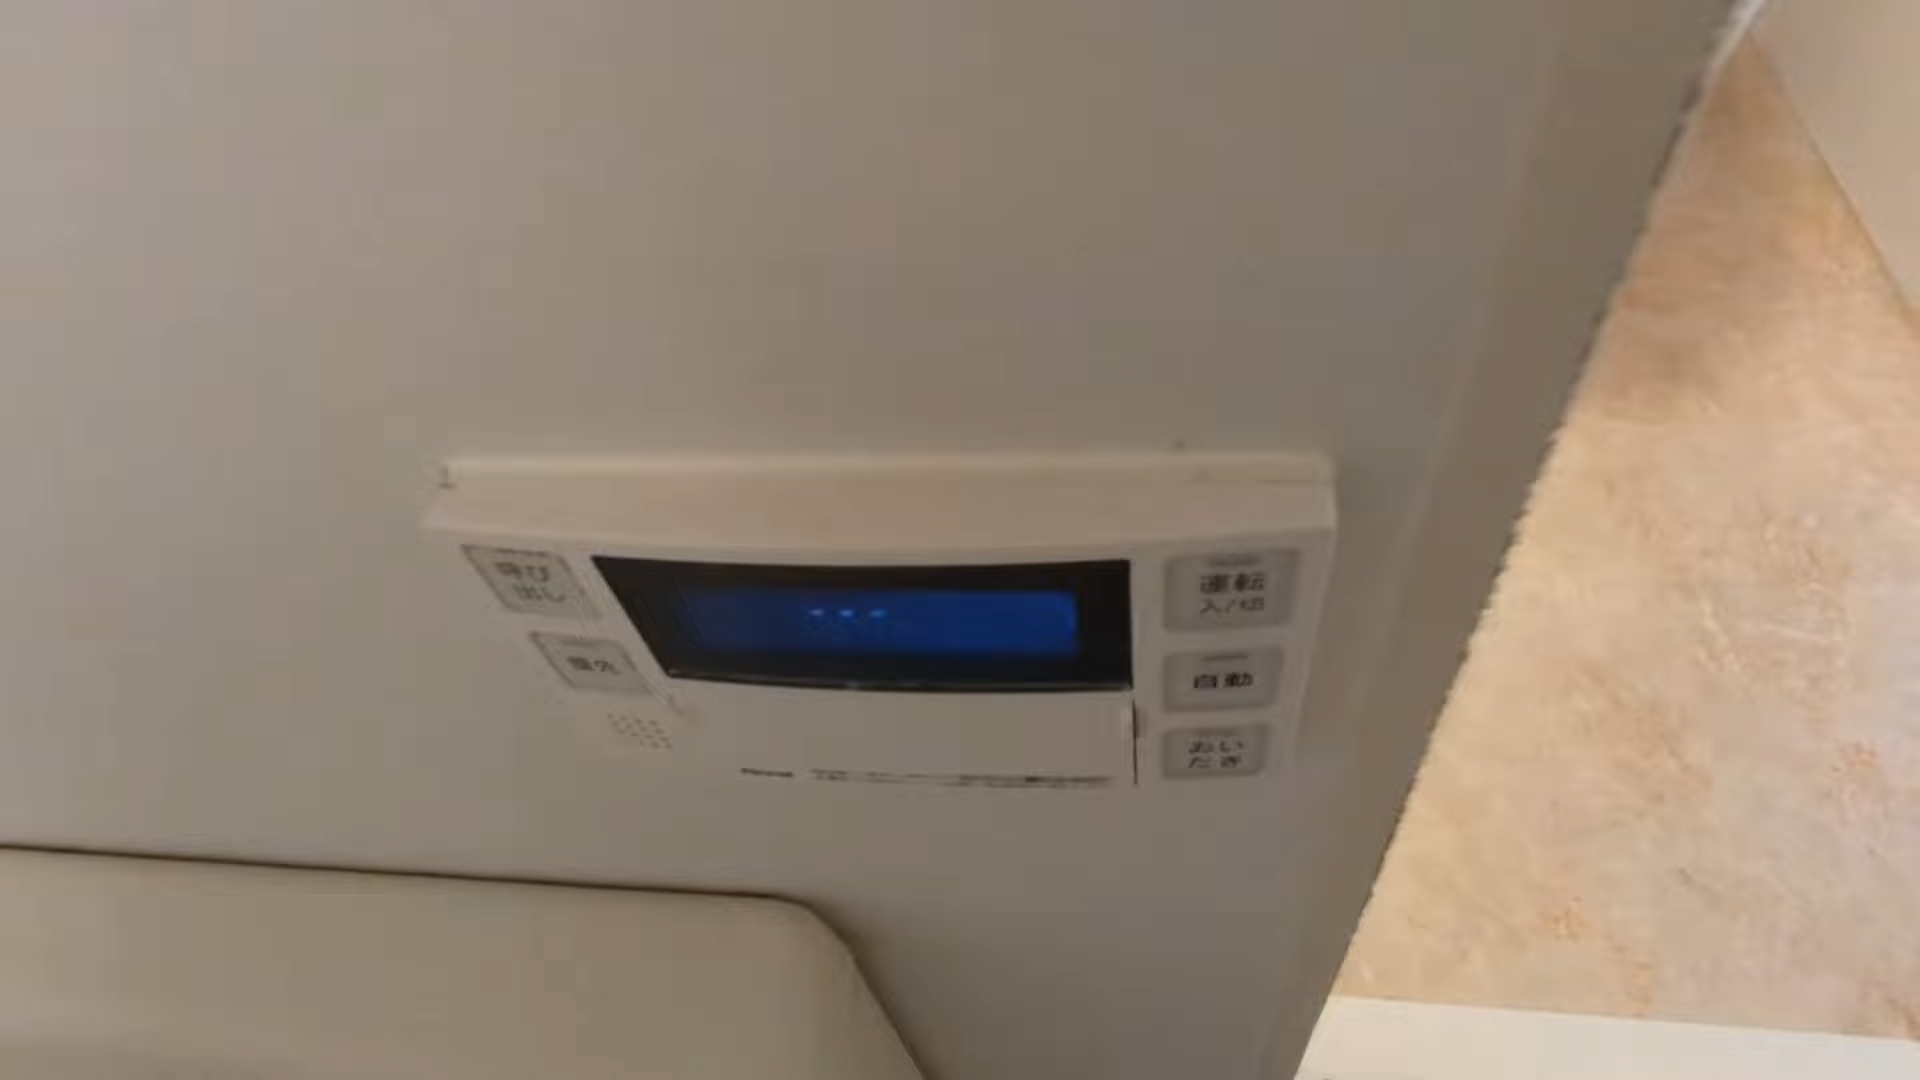 呼び
出し
優先
運転
入/切
自動
おい
だき